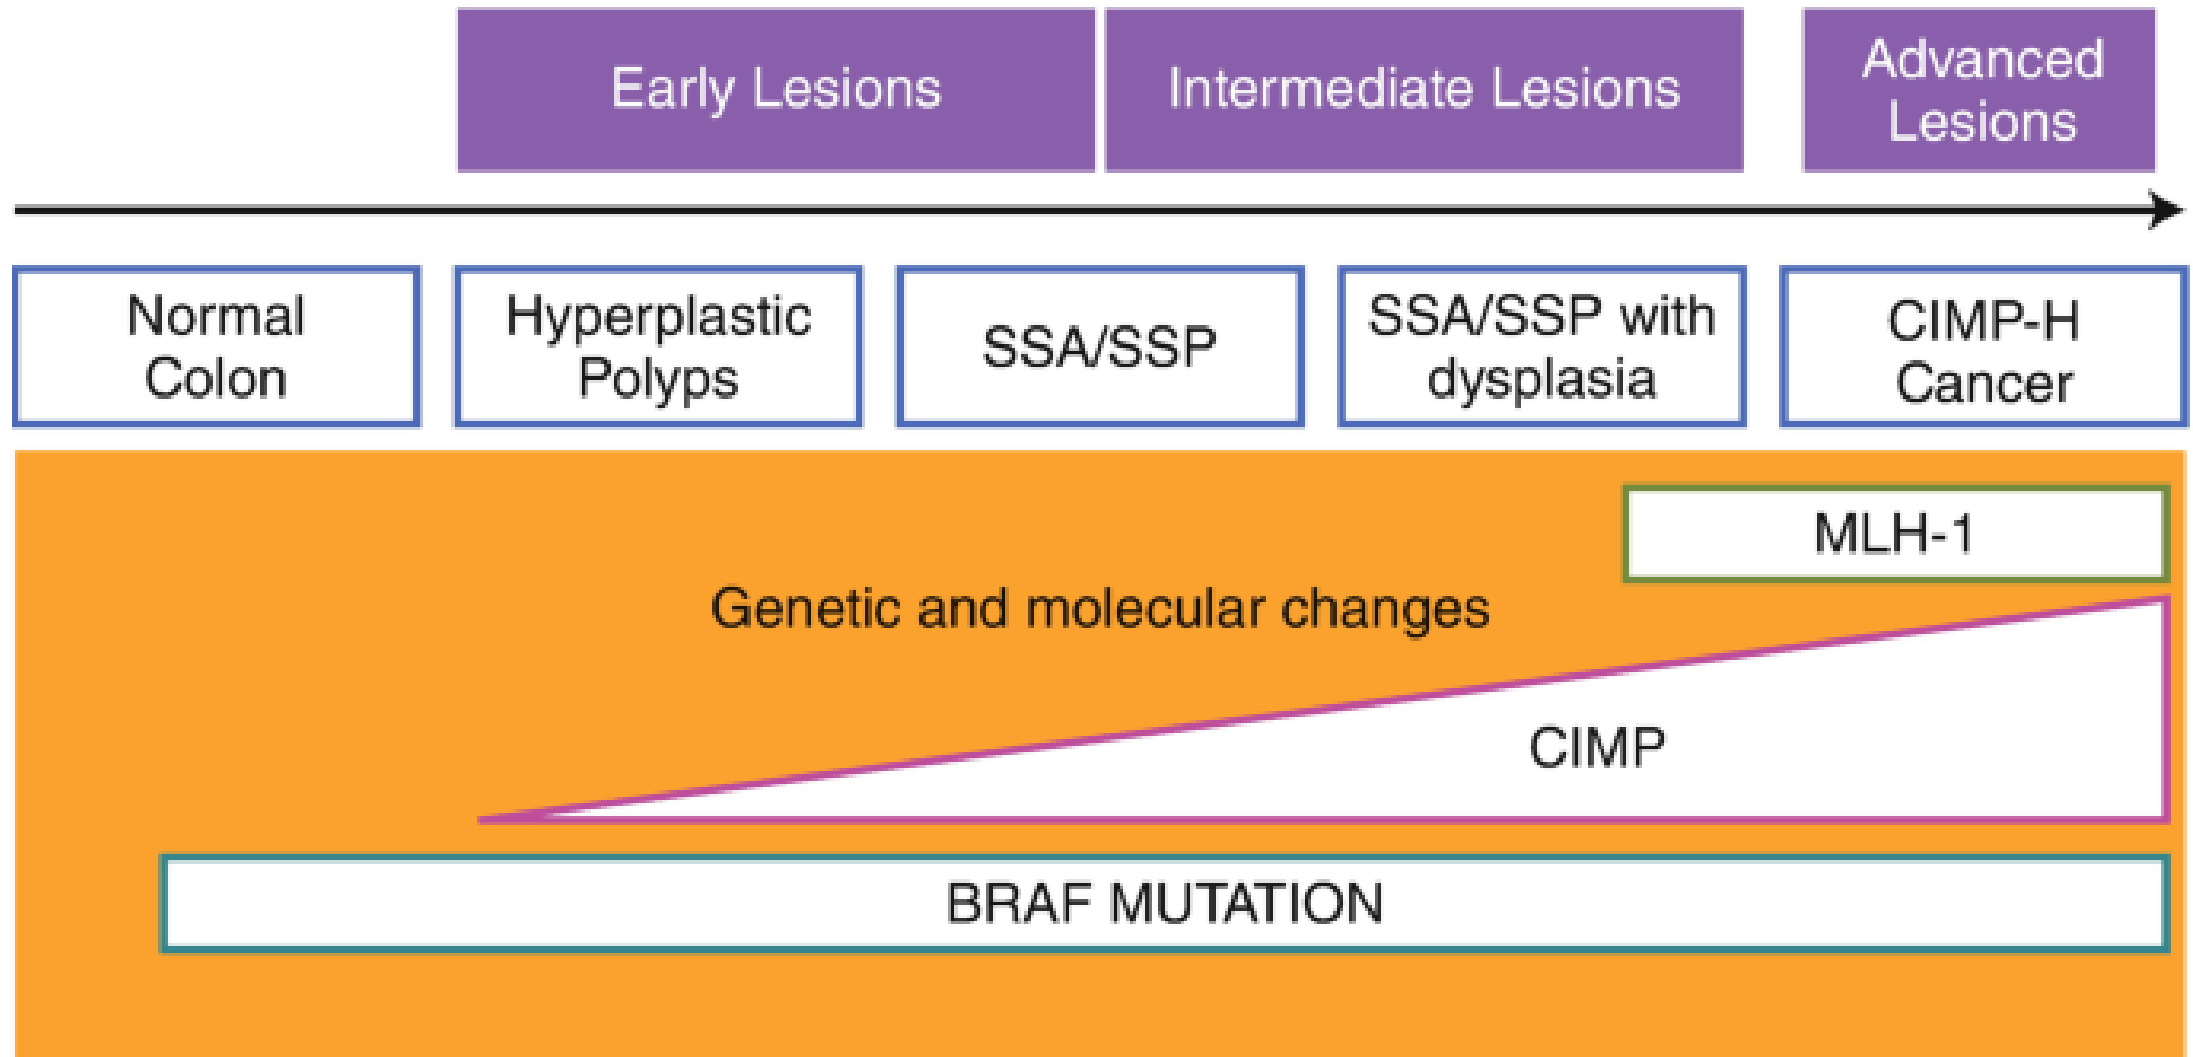 Early Lesions
Intermediate Lesions
Advanced
Lesions
Normal
Colon
Hyperplastic
Polyps
SSA/SSP
SSA/SSP with
dysplasia
CIMP-H
Cancer
MLH-1
Genetic and molecular changes
CIMP
BRAF MUTATION